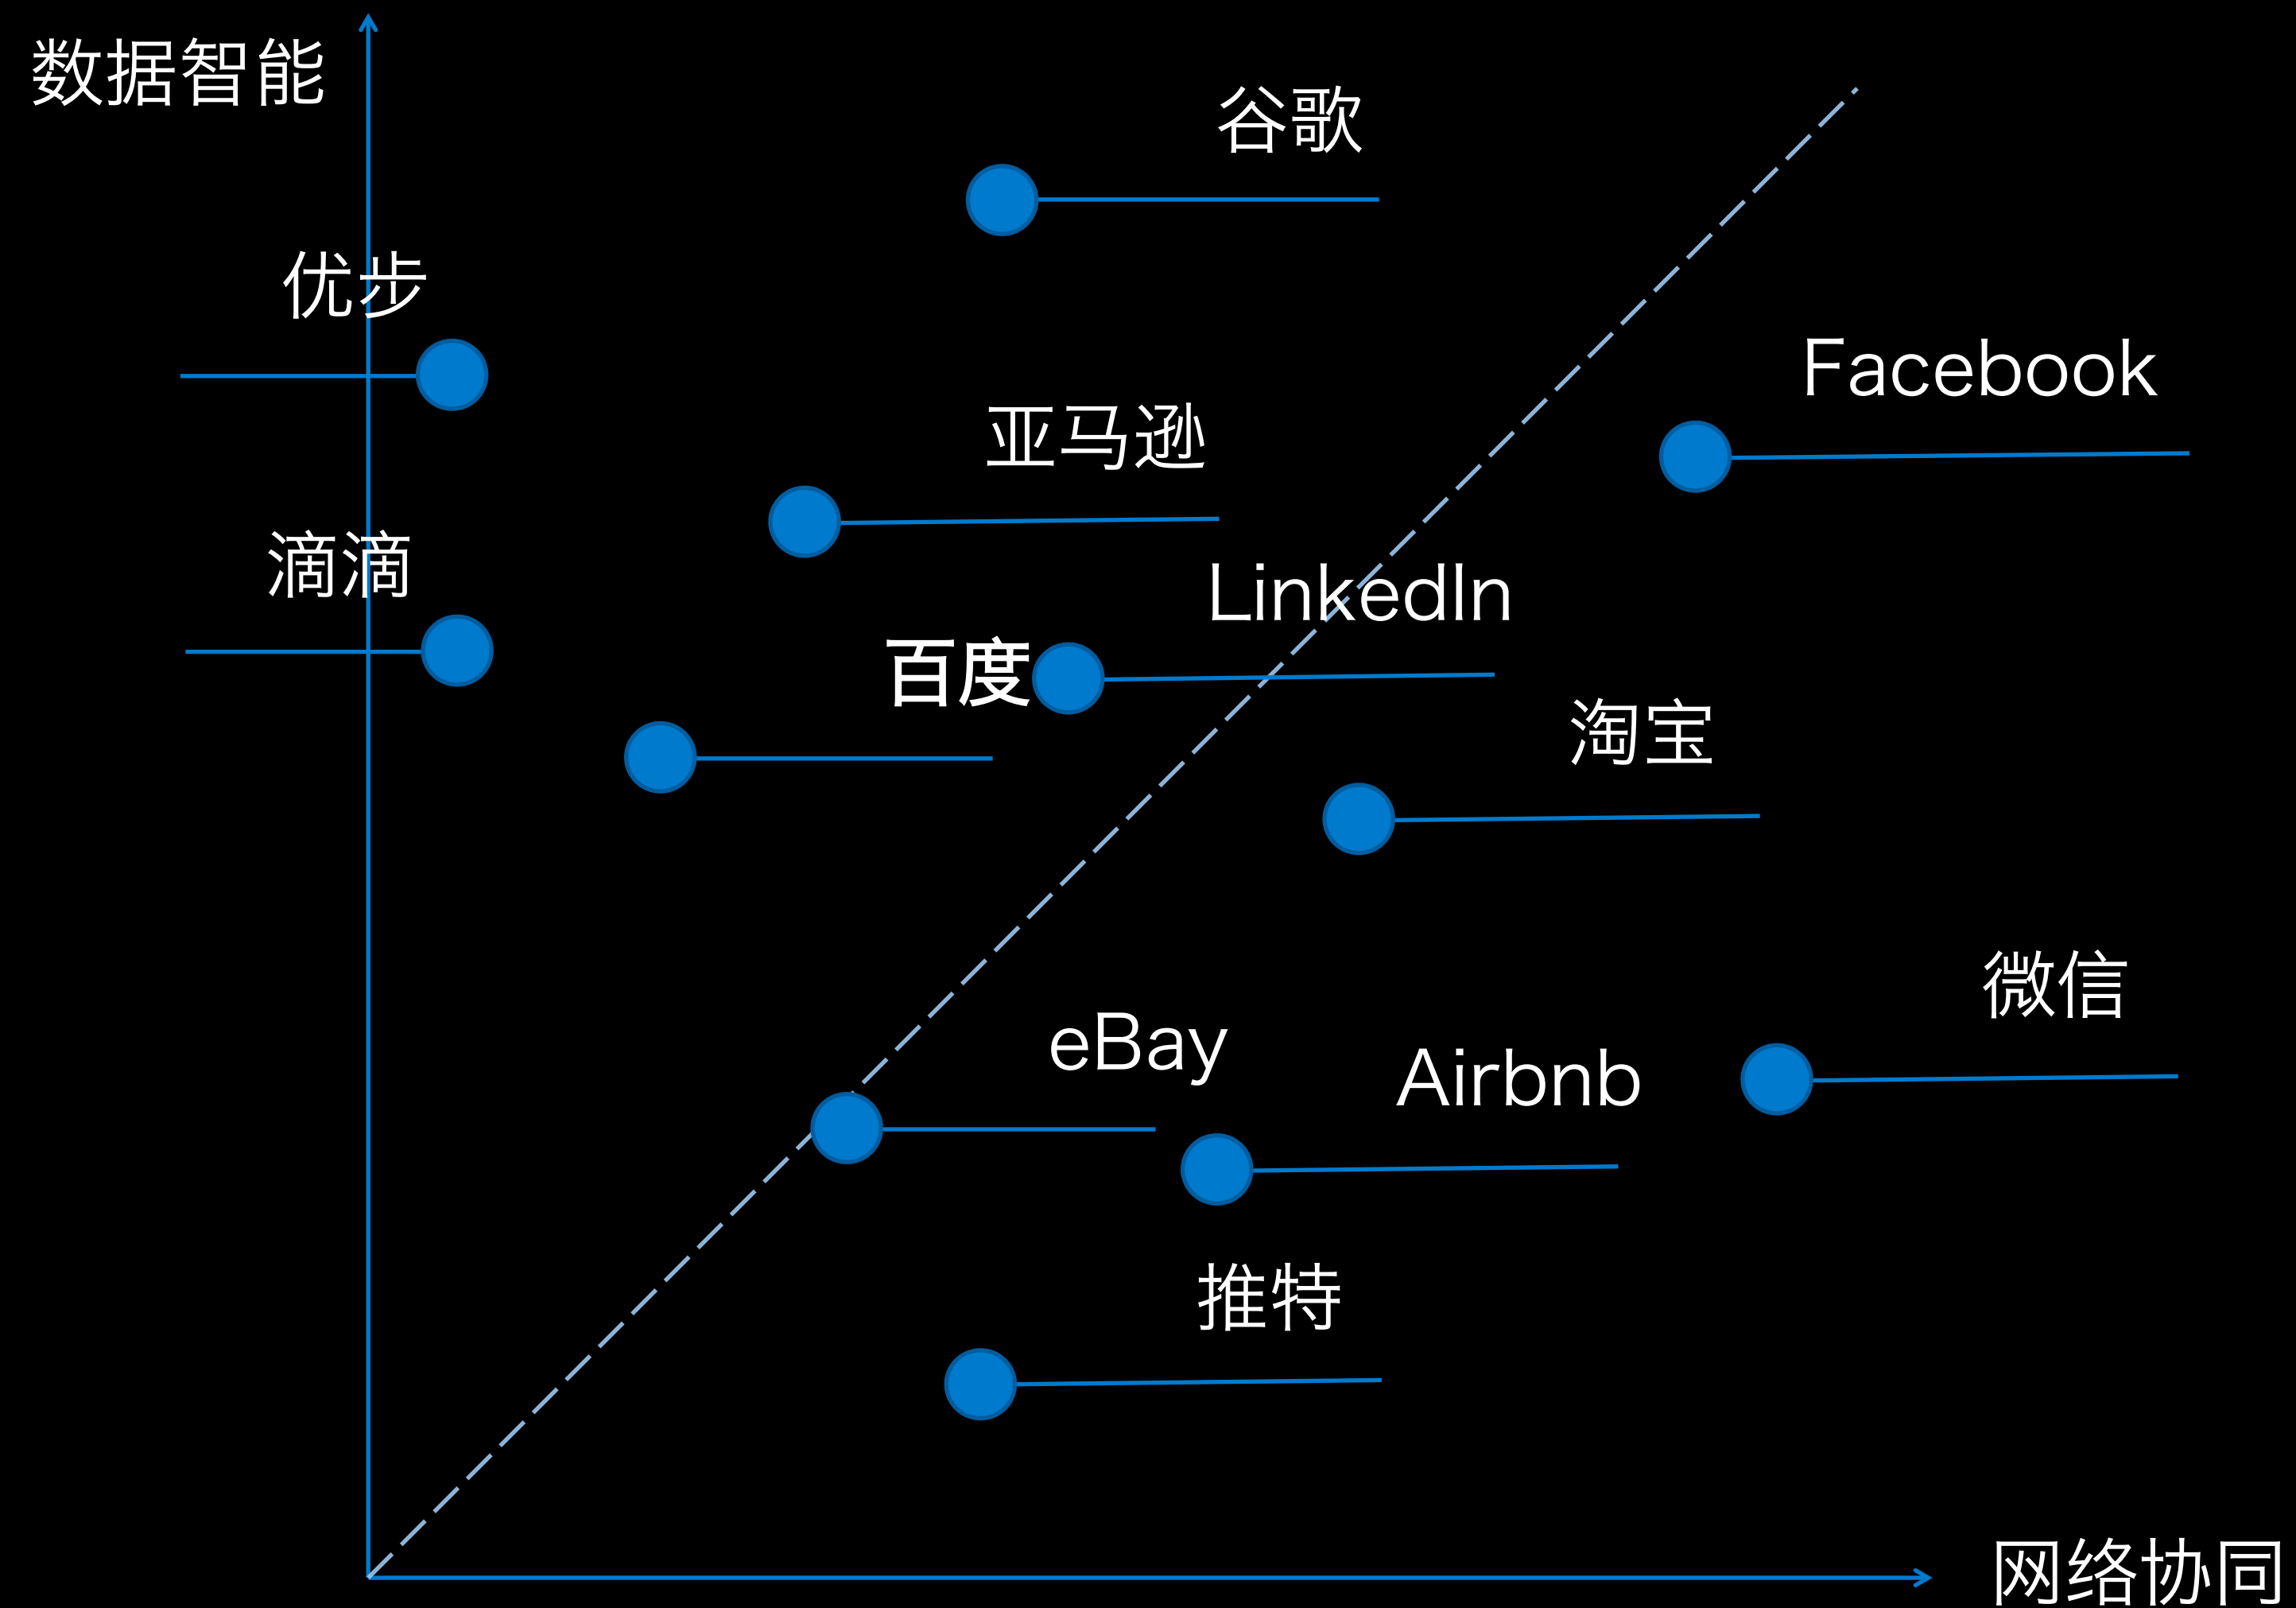 数据智能
谷歌
优步
Facebook
亚马逊
滴滴
LinkedIn
百度
淘宝
微信
eBay
Airbnb
推特
网络协同